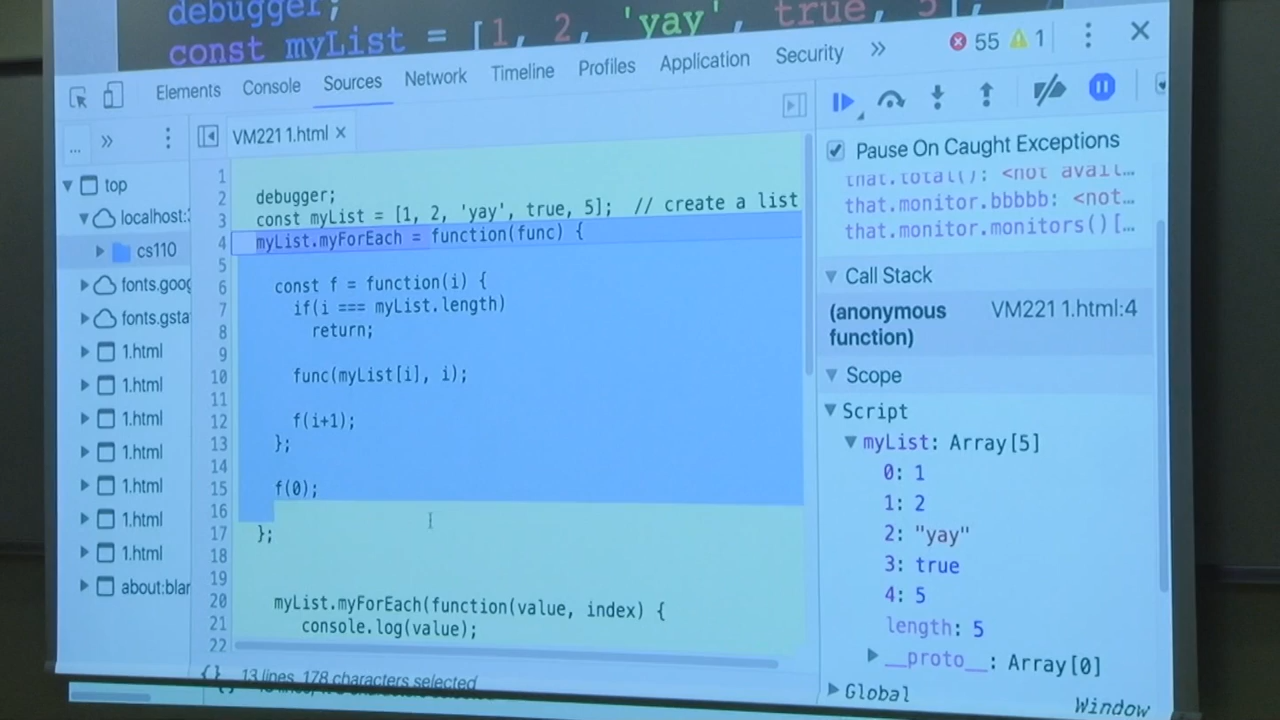 debugger;
const myList = [1, 2, 'yay', true, 5];
Elements Console Sources Network Timeline Profiles Application Security » 55 1
... »
VM221 1.html ×
Pause On Caught Exceptions
top
localhost:
cs110
fonts.goog
fonts.gsta
1.html
1.html
1.html
1.html
1.html
1.html
1.html
about:blan
1
2 debugger;
3 const myList = [1, 2, 'yay', true, 5]; // create a list
4 myList.myForEach = function(func) {
5
6 const f = function(i) {
7 if(i === myList.length)
8 return;
9
10 func(myList[i], i);
11
12 f(i+1);
13 };
14
15 f(0);
16
17 };
18
19
20 myList.myForEach(function(value, index) {
21 console.log(value);
22
{} 13 lines, 178 characters selected
that.total(): <not avail…
that.monitor.bbbbb: <not…
that.monitor.monitors()[…
Call Stack
(anonymous function) VM221 1.html:4
Scope
Script
myList: Array[5]
0: 1
1: 2
2: "yay"
3: true
4: 5
length: 5
__proto__: Array[0]
Global Window